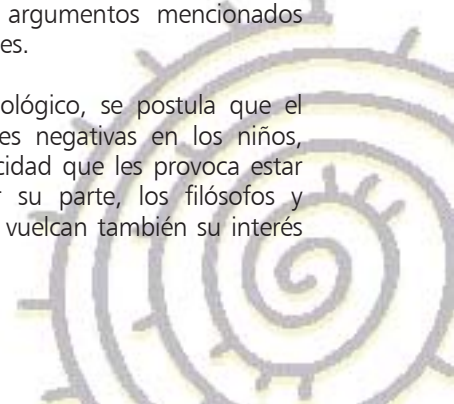 argumentos mencionados
es.
ológico, se postula que el
es negativas en los niños,
cidad que les provoca estar
r su parte, los filósofos y
vuelcan también su interés